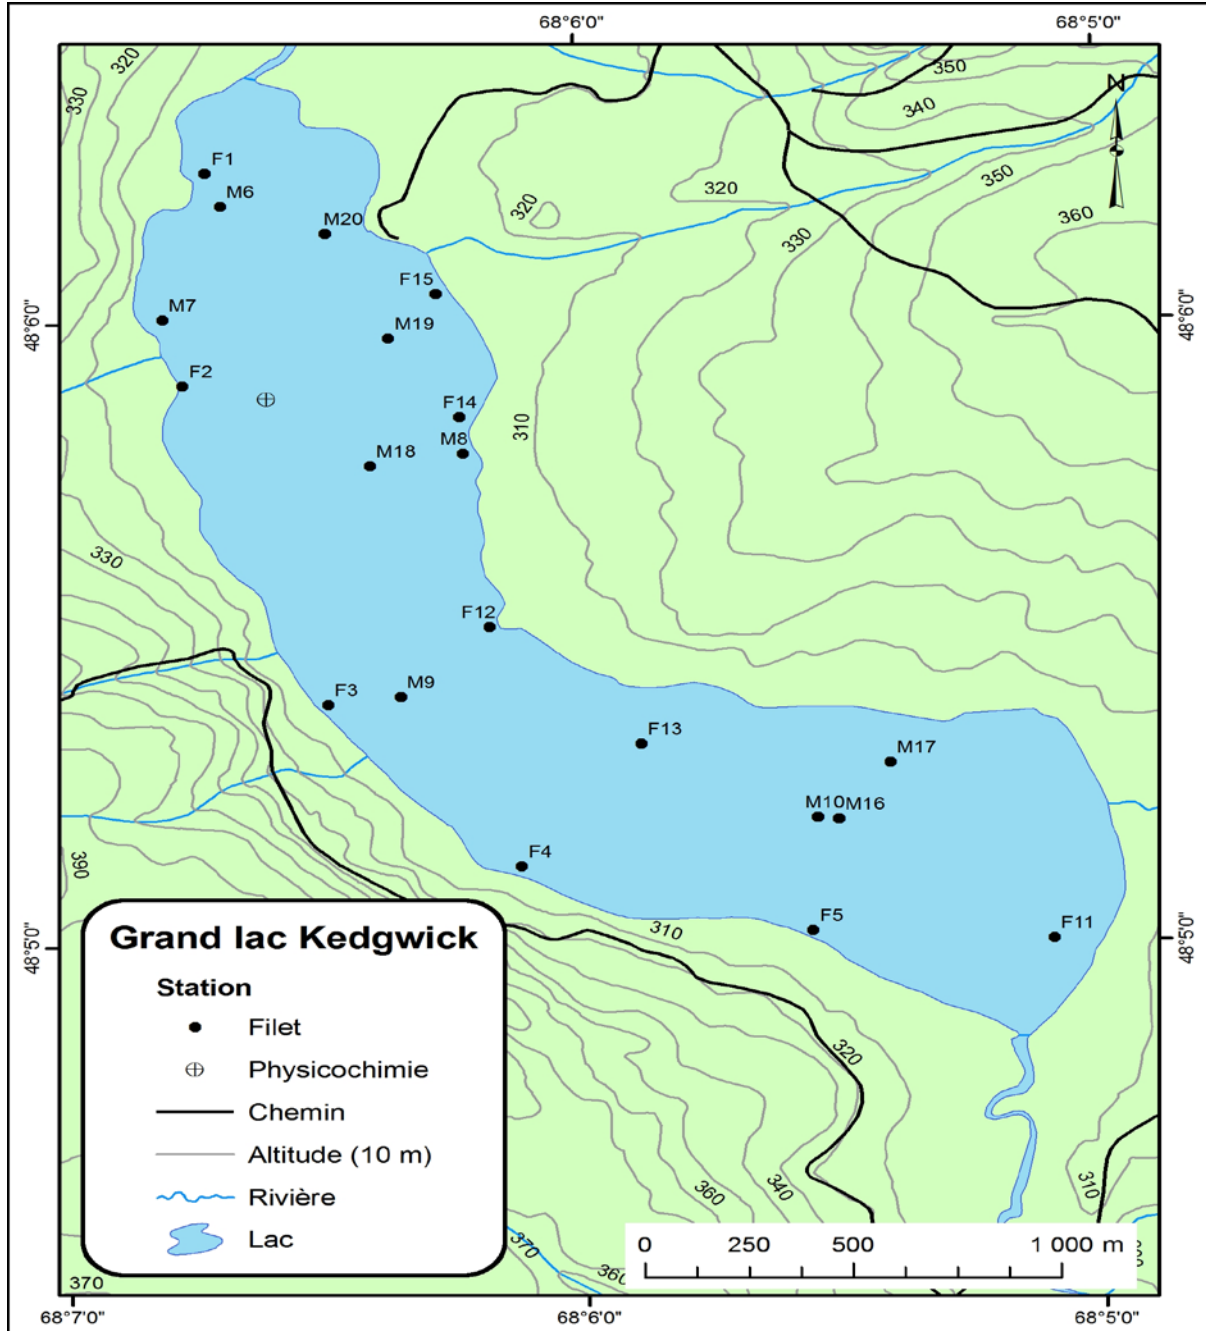 68°6'0" 68°5'0"
320
330
350
N
340
350
F1
M6
320
320
360
M20
330
F15
M7
M19
48°6'0"
48°6'0"
F2
F14
310
M8
M18
330
F12
F3
M9
F13
M17
M10 M16
F4
390
F5
F11
310
48°5'0"
48°5'0"
Grand lac Kedgwick
Station
Filet
Physicochimie
Chemin
Altitude (10 m)
Rivière
Lac
320
360
340
310
370
360
0 250 500 1 000 m
370
68°7'0" 68°6'0" 68°5'0"